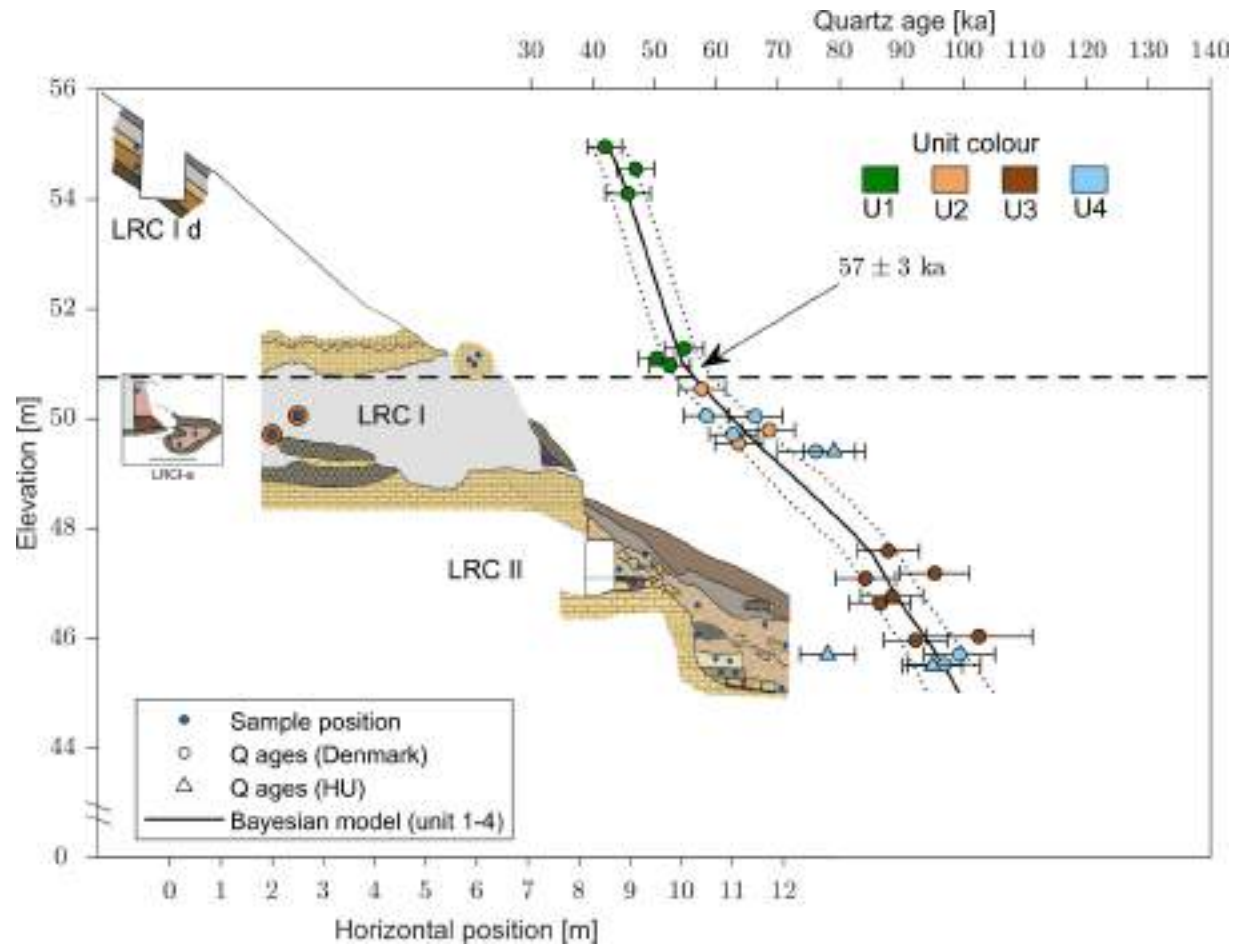 Quartz age [ka]
30 40 50 60 70 80 90 100 110 120 130 140
56
54
52
50
48
46
44
0
Elevation [m]
Unit colour
U1 U2 U3 U4
LRC I d
57 ± 3 ka
LRC I
LRC II
Sample position
Q ages (Denmark)
Q ages (HU)
Bayesian model (unit 1-4)
0 1 2 3 4 5 6 7 8 9 10 11 12
Horizontal position [m]